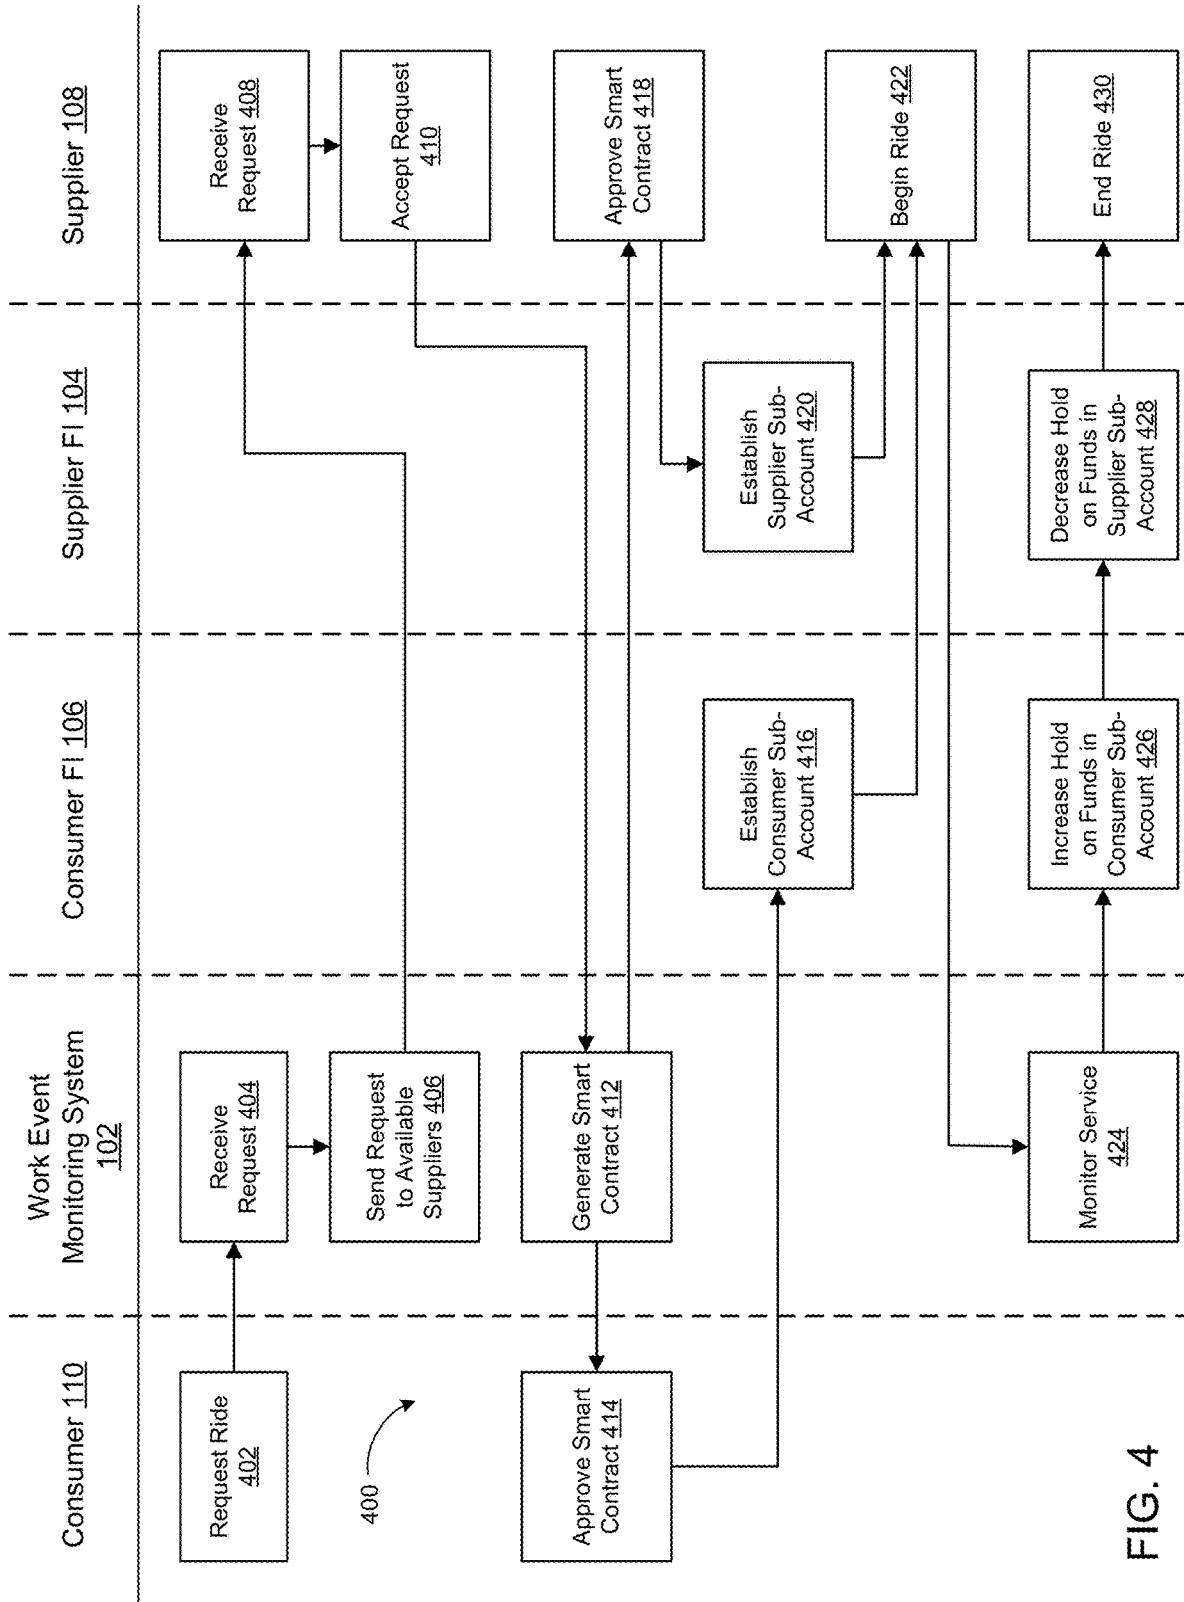 Consumer 110
Work Event
Monitoring System
102
Consumer FI 106
Supplier FI 104
Supplier 108
Request Ride
402
Receive
Request 404
Send Request
to Available
Suppliers 406
Receive
Request 408
Accept Request
410
400
Generate Smart
Contract 412
Approve Smart
Contract 414
Establish
Consumer Sub-
Account 416
Approve Smart
Contract 418
Establish
Supplier Sub-
Account 420
Begin Ride 422
Monitor Service
424
Increase Hold
on Funds in
Consumer Sub-
Account 426
Decrease Hold
on Funds in
Supplier Sub-
Account 428
End Ride 430
FIG. 4